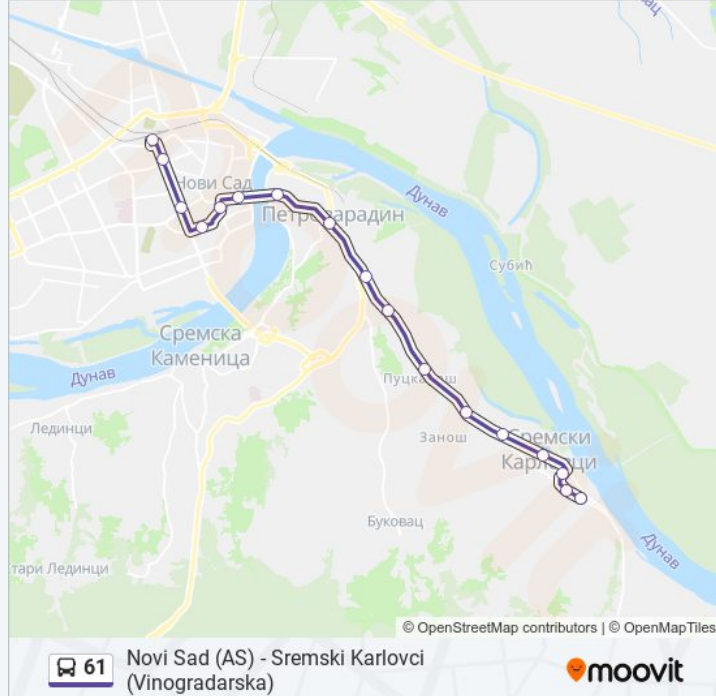 Дунав
Нови Сад
Петроварадин
Субић
Сремска
Каменица
Дунав
Пуцкарош
Лединци
Занош
Сремски
Карловци
Буковац
Дунав
тари Лединци
© OpenStreetMap contributors | © OpenMapTiles
61
Novi Sad (AS) - Sremski Karlovci
(Vinogradarska)
moovit